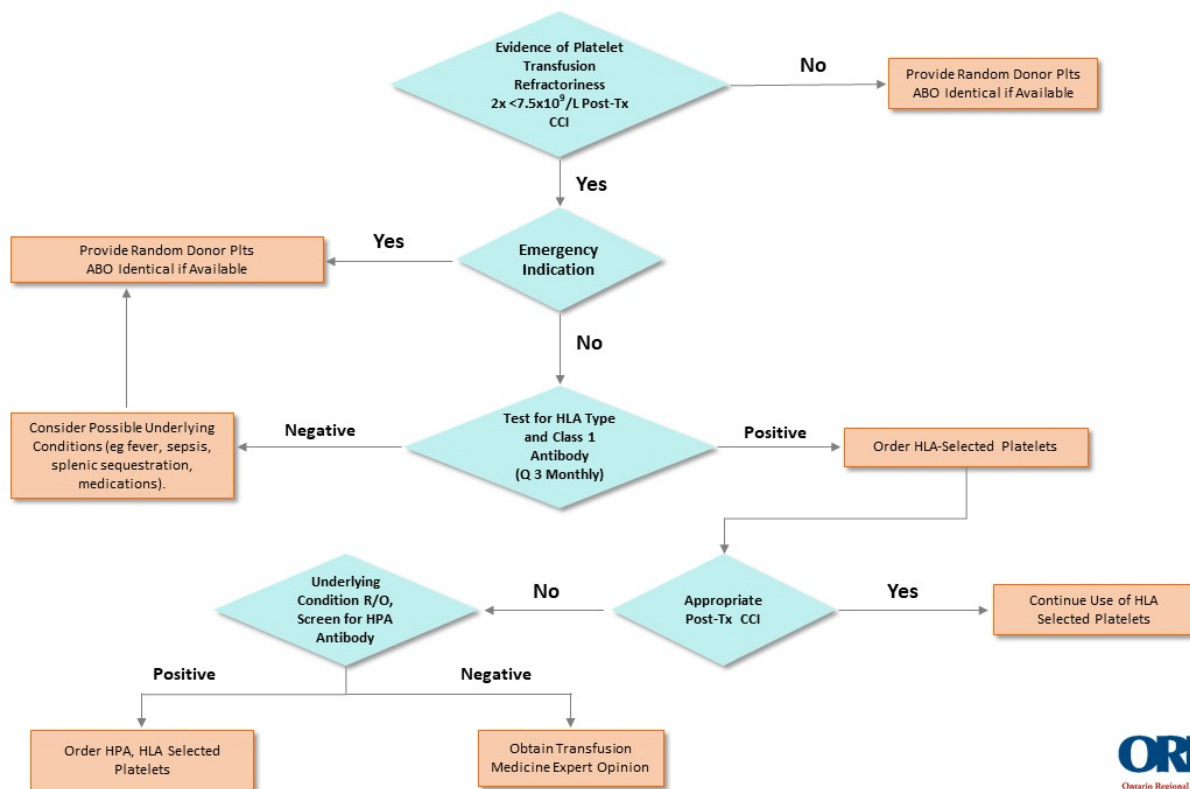 Evidence of Platelet
Transfusion
Refractoriness
2x <7.5x10⁹/L Post-Tx
CCI
No
Provide Random Donor Plts
ABO Identical if Available
Yes
Provide Random Donor Plts
ABO Identical if Available
Yes
Emergency
Indication
No
Consider Possible Underlying
Conditions (eg fever, sepsis,
splenic sequestration,
medications).
Negative
Test for HLA Type
and Class 1
Antibody
(Q 3 Monthly)
Positive
Order HLA-Selected Platelets
Underlying
Condition R/O,
Screen for HPA
Antibody
No
Appropriate
Post-Tx CCI
Yes
Continue Use of HLA
Selected Platelets
Positive
Negative
Order HPA, HLA Selected
Platelets
Obtain Transfusion
Medicine Expert Opinion
Ontario Regional